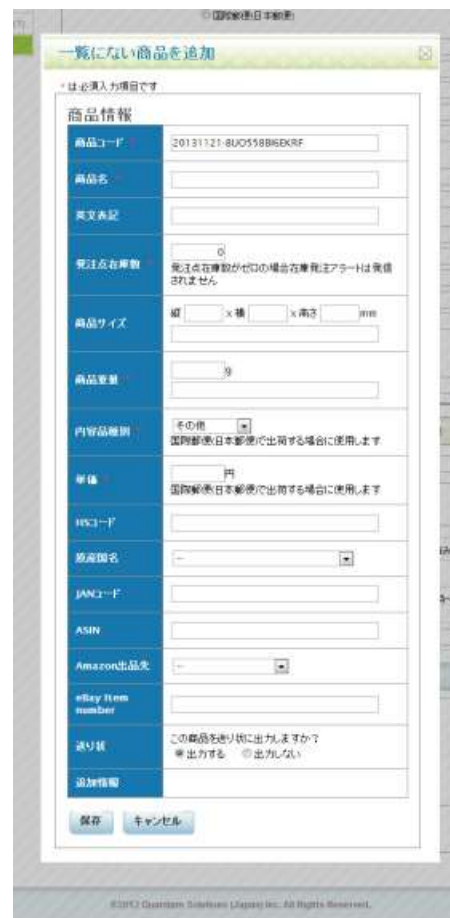 国際郵便(日本郵便)
一覧にない商品を追加
* は必須入力項目です
商品情報
商品コード *
20131121-8UO558BI6EKRF
商品名 *
英文表記
発注点在庫数 *
0
発注点在庫数がゼロの場合在庫発注アラートは発信
されません
商品サイズ
縦 x 横 x 高さ mm
商品重量 *
g
内容品種別 *
その他
国際郵便(日本郵便)で出荷する場合に使用します
単価 *
円
国際郵便(日本郵便)で出荷する場合に使用します
HSコード
原産国名
--
JANコード
ASIN
Amazon出品先
--
eBay Item
number
送り状
この商品を送り状に出力しますか？
出力する 出力しない
追加情報
保存 キャンセル
©2013 Quantum Solutions (Japan) Inc. All Rights Reserved.